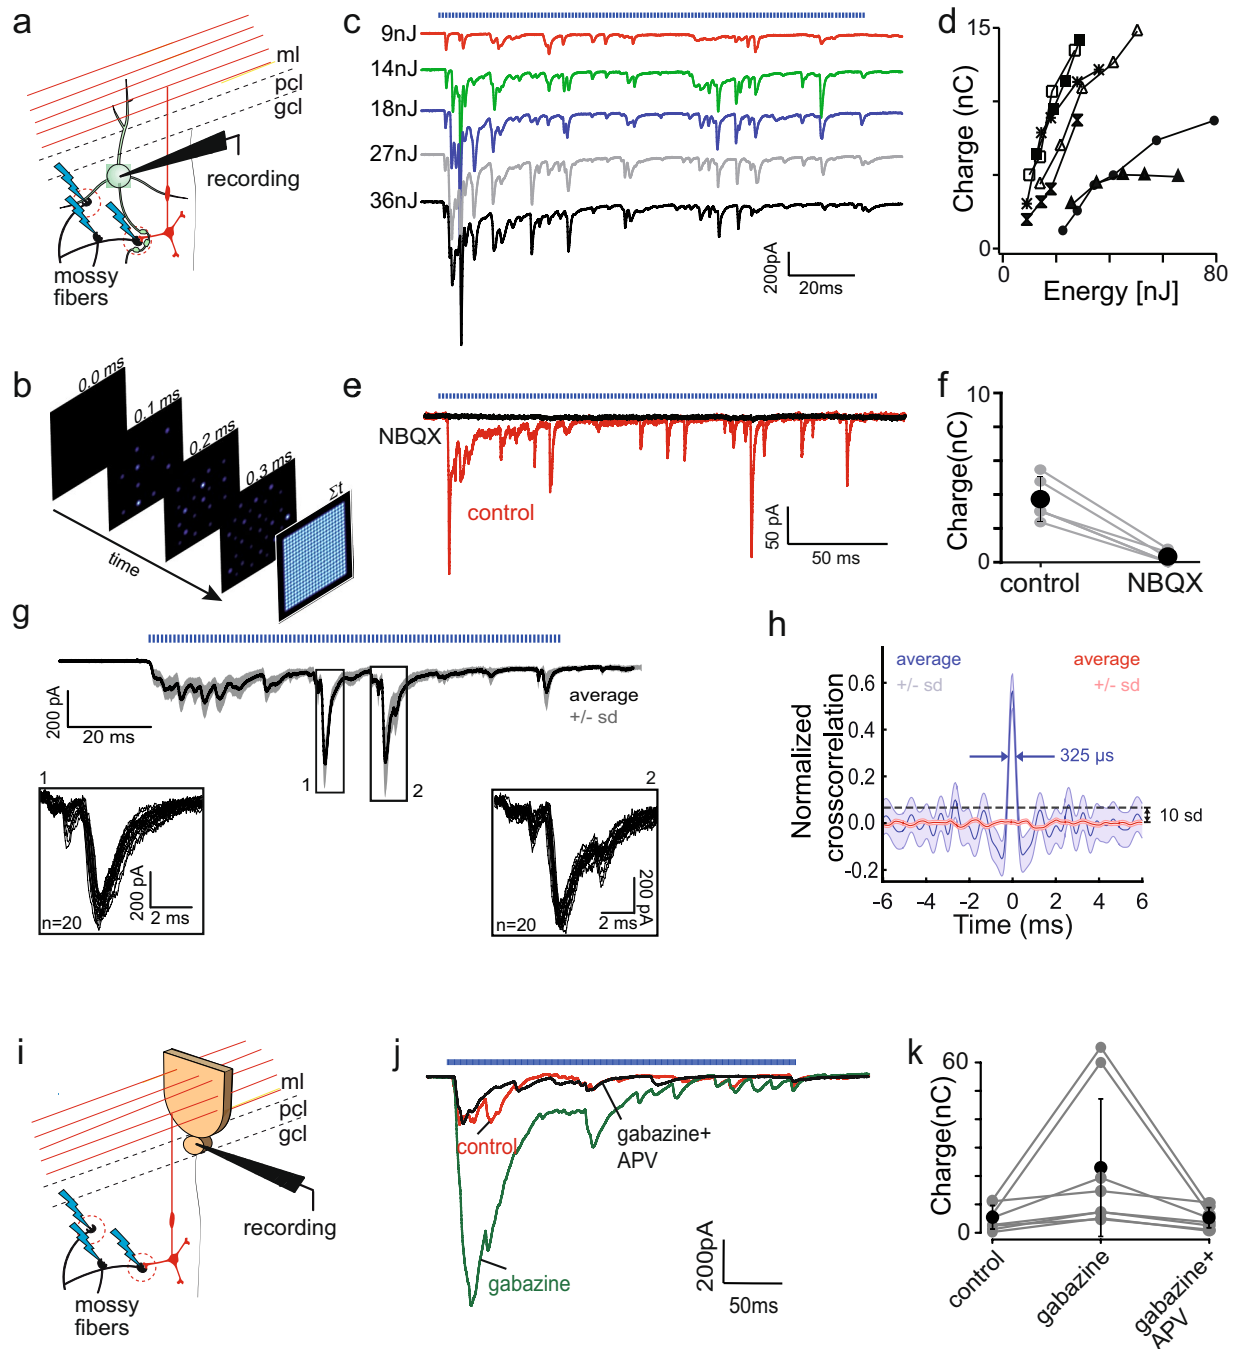 a
ml
pcl
gcl
recording
mossy
fibers
b
0.0 ms
0.1 ms
0.2 ms
0.3 ms
Σt
time
c
9nJ
14nJ
18nJ
27nJ
36nJ
200pA
20ms
d
15
Charge (nC)
0
0
80
Energy [nJ]
e
NBQX
control
50 pA
50 ms
f
10
Charge(nC)
0
control
NBQX
g
200 pA
20 ms
average
+/- sd
1
2
1
200 pA
2 ms
n=20
2
200 pA
2 ms
n=20
h
average
+/- sd
average
+/- sd
0.6
0.4
0.2
0.0
-0.2
Normalized
crosscorrelation
325 µs
10 sd
-6
-4
-2
0
2
4
6
Time (ms)
i
ml
pcl
gcl
recording
mossy
fibers
j
control
gabazine+
APV
gabazine
200pA
50ms
k
60
Charge(nC)
0
control
gabazine
gabazine+
APV